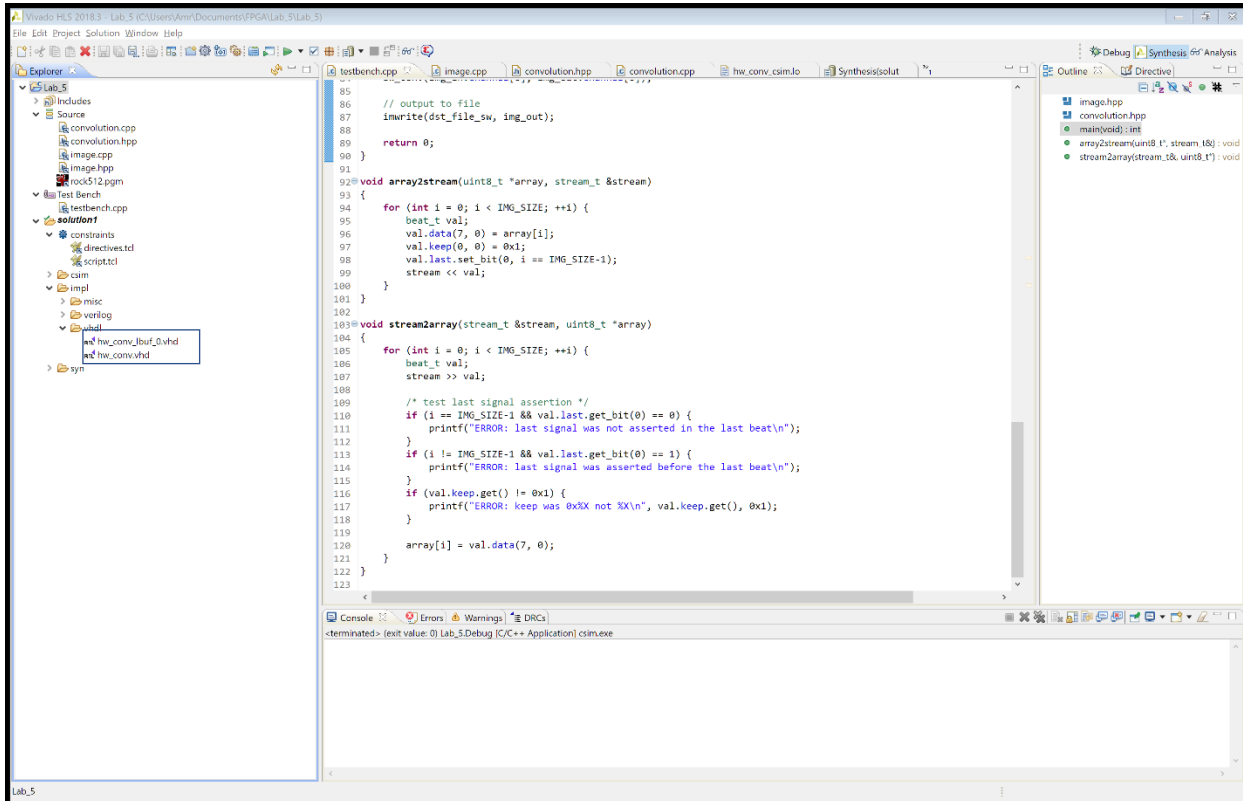 Vivado HLS 2018.3 - Lab_5 (C:\Users\Amr\Documents\FPGA\Lab_5\Lab_5)
File Edit Project Solution Window Help
Debug Synthesis Analysis
Explorer
Lab_5
Includes
Source
convolution.cpp
convolution.hpp
image.cpp
image.hpp
rock512.pgm
Test Bench
testbench.cpp
solution1
constraints
directives.tcl
script.tcl
csim
impl
misc
verilog
vhdl
hw_conv_lbuf_0.vhd
hw_conv.vhd
syn
testbench.cpp image.cpp convolution.hpp convolution.cpp hw_conv_csim.lo Synthesis(solut "1
85
86 // output to file
87 imwrite(dst_file_sw, img_out);
88
89 return 0;
90 }
91
92 void array2stream(uint8_t *array, stream_t &stream)
93 {
94 for (int i = 0; i < IMG_SIZE; ++i) {
95 beat_t val;
96 val.data(7, 0) = array[i];
97 val.keep(0, 0) = 0x1;
98 val.last.set_bit(0, i == IMG_SIZE-1);
99 stream << val;
100 }
101 }
102
103 void stream2array(stream_t &stream, uint8_t *array)
104 {
105 for (int i = 0; i < IMG_SIZE; ++i) {
106 beat_t val;
107 stream >> val;
108
109 /* test last signal assertion */
110 if (i == IMG_SIZE-1 && val.last.get_bit(0) == 0) {
111 printf("ERROR: last signal was not asserted in the last beat\n");
112 }
113 if (i != IMG_SIZE-1 && val.last.get_bit(0) == 1) {
114 printf("ERROR: last signal was asserted before the last beat\n");
115 }
116 if (val.keep.get() != 0x1) {
117 printf("ERROR: keep was 0x%X not %X\n", val.keep.get(), 0x1);
118 }
119
120 array[i] = val.data(7, 0);
121 }
122 }
123
Outline Directive
image.hpp
convolution.hpp
main(void) : int
array2stream(uint8_t*, stream_t&) : void
stream2array(stream_t&, uint8_t*) : void
Console Errors Warnings DRCs
<terminated> (exit value: 0) Lab_5.Debug [C/C++ Application] csim.exe
Lab_5